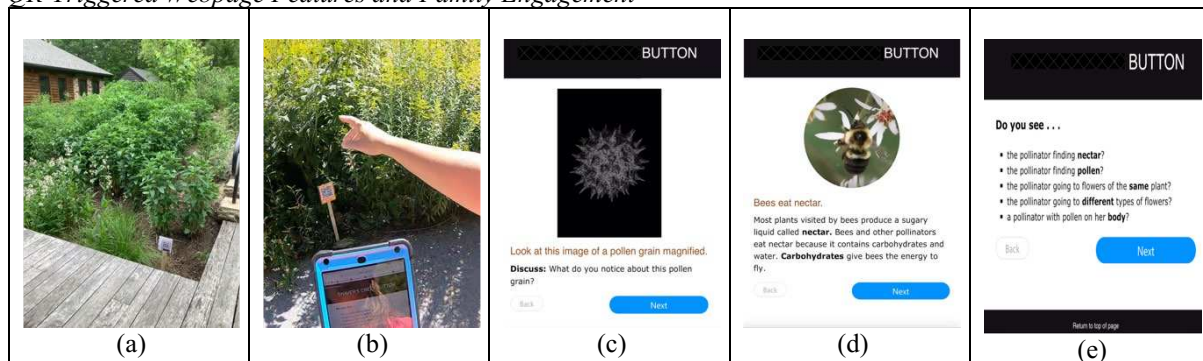 QR-Triggered Webpage Features and Family Engagement
BUTTON
Look at this image of a pollen grain magnified.
Discuss: What do you notice about this pollen
grain?
Back
Next
BUTTON
Bees eat nectar.
Most plants visited by bees produce a sugary
liquid called nectar. Bees and other pollinators
eat nectar because it contains carbohydrates and
water. Carbohydrates give bees the energy to
fly.
Back
Next
BUTTON
Do you see . . .
▪ the pollinator finding nectar?
▪ the pollinator finding pollen?
▪ the pollinator going to flowers of the same plant?
▪ the pollinator going to different types of flowers?
▪ a pollinator with pollen on her body?
Back
Next
Return to top of page
(a)
(b)
(c)
(d)
(e)